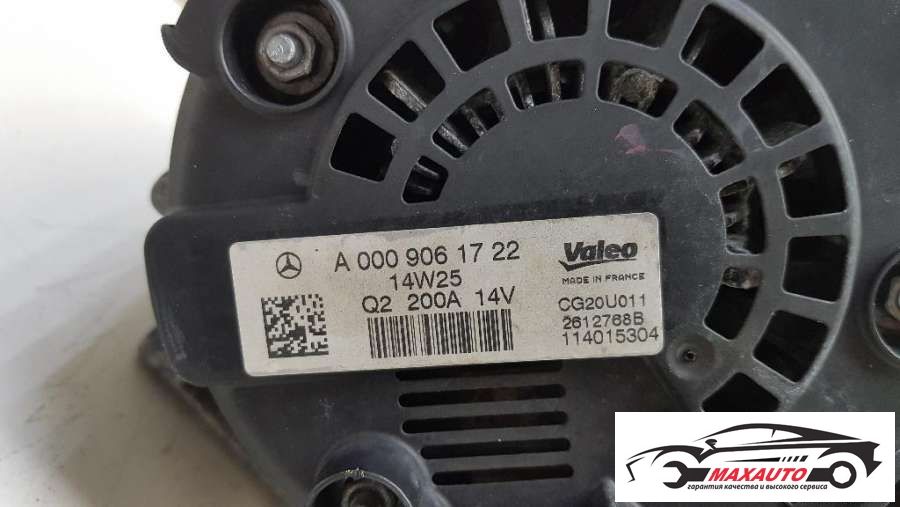 A 000 906 17 22
14W25
Q2 200A 14V
Valeo
MADE IN FRANCE
CG20U011
2612768B
114015304
MAXAUTO
гарантия качества и высокого сервиса